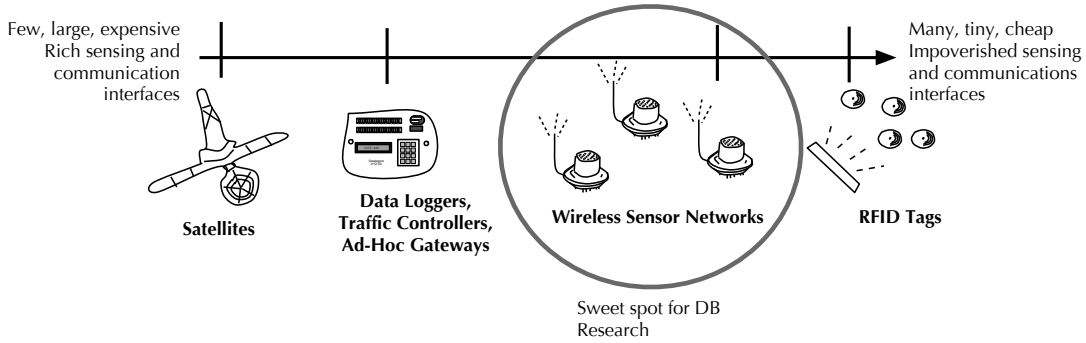 Few, large, expensive
Rich sensing and
communication
interfaces
Many, tiny, cheap
Impoverished sensing
and communications
interfaces
Satellites
Data Loggers,
Traffic Controllers,
Ad-Hoc Gateways
Wireless Sensor Networks
RFID Tags
Sweet spot for DB
Research